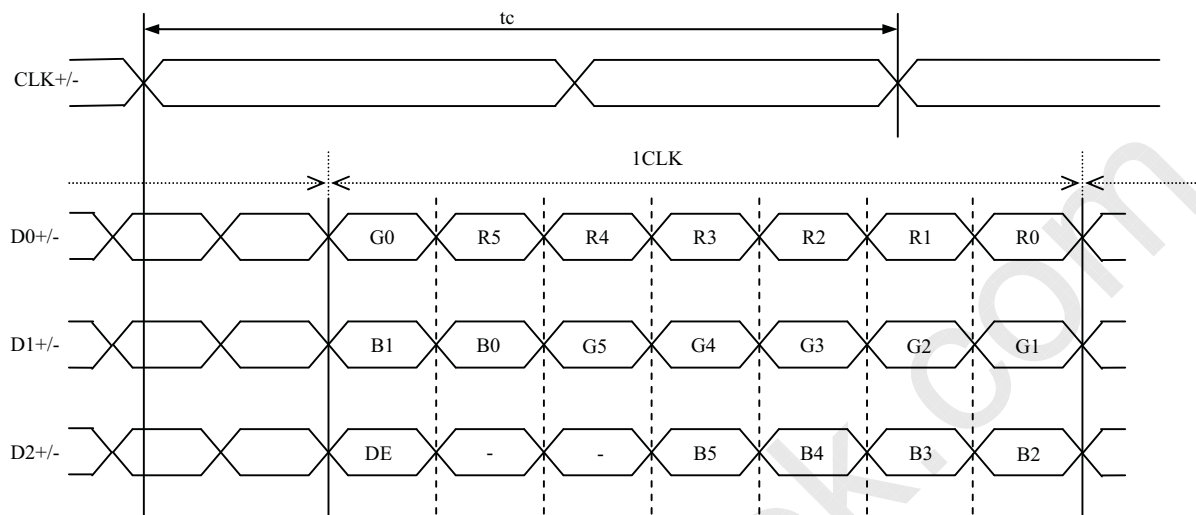 tc
CLK+/-
1CLK
D0+/- G0 R5 R4 R3 R2 R1 R0
D1+/- B1 B0 G5 G4 G3 G2 G1
D2+/- DE - - B5 B4 B3 B2
k.com